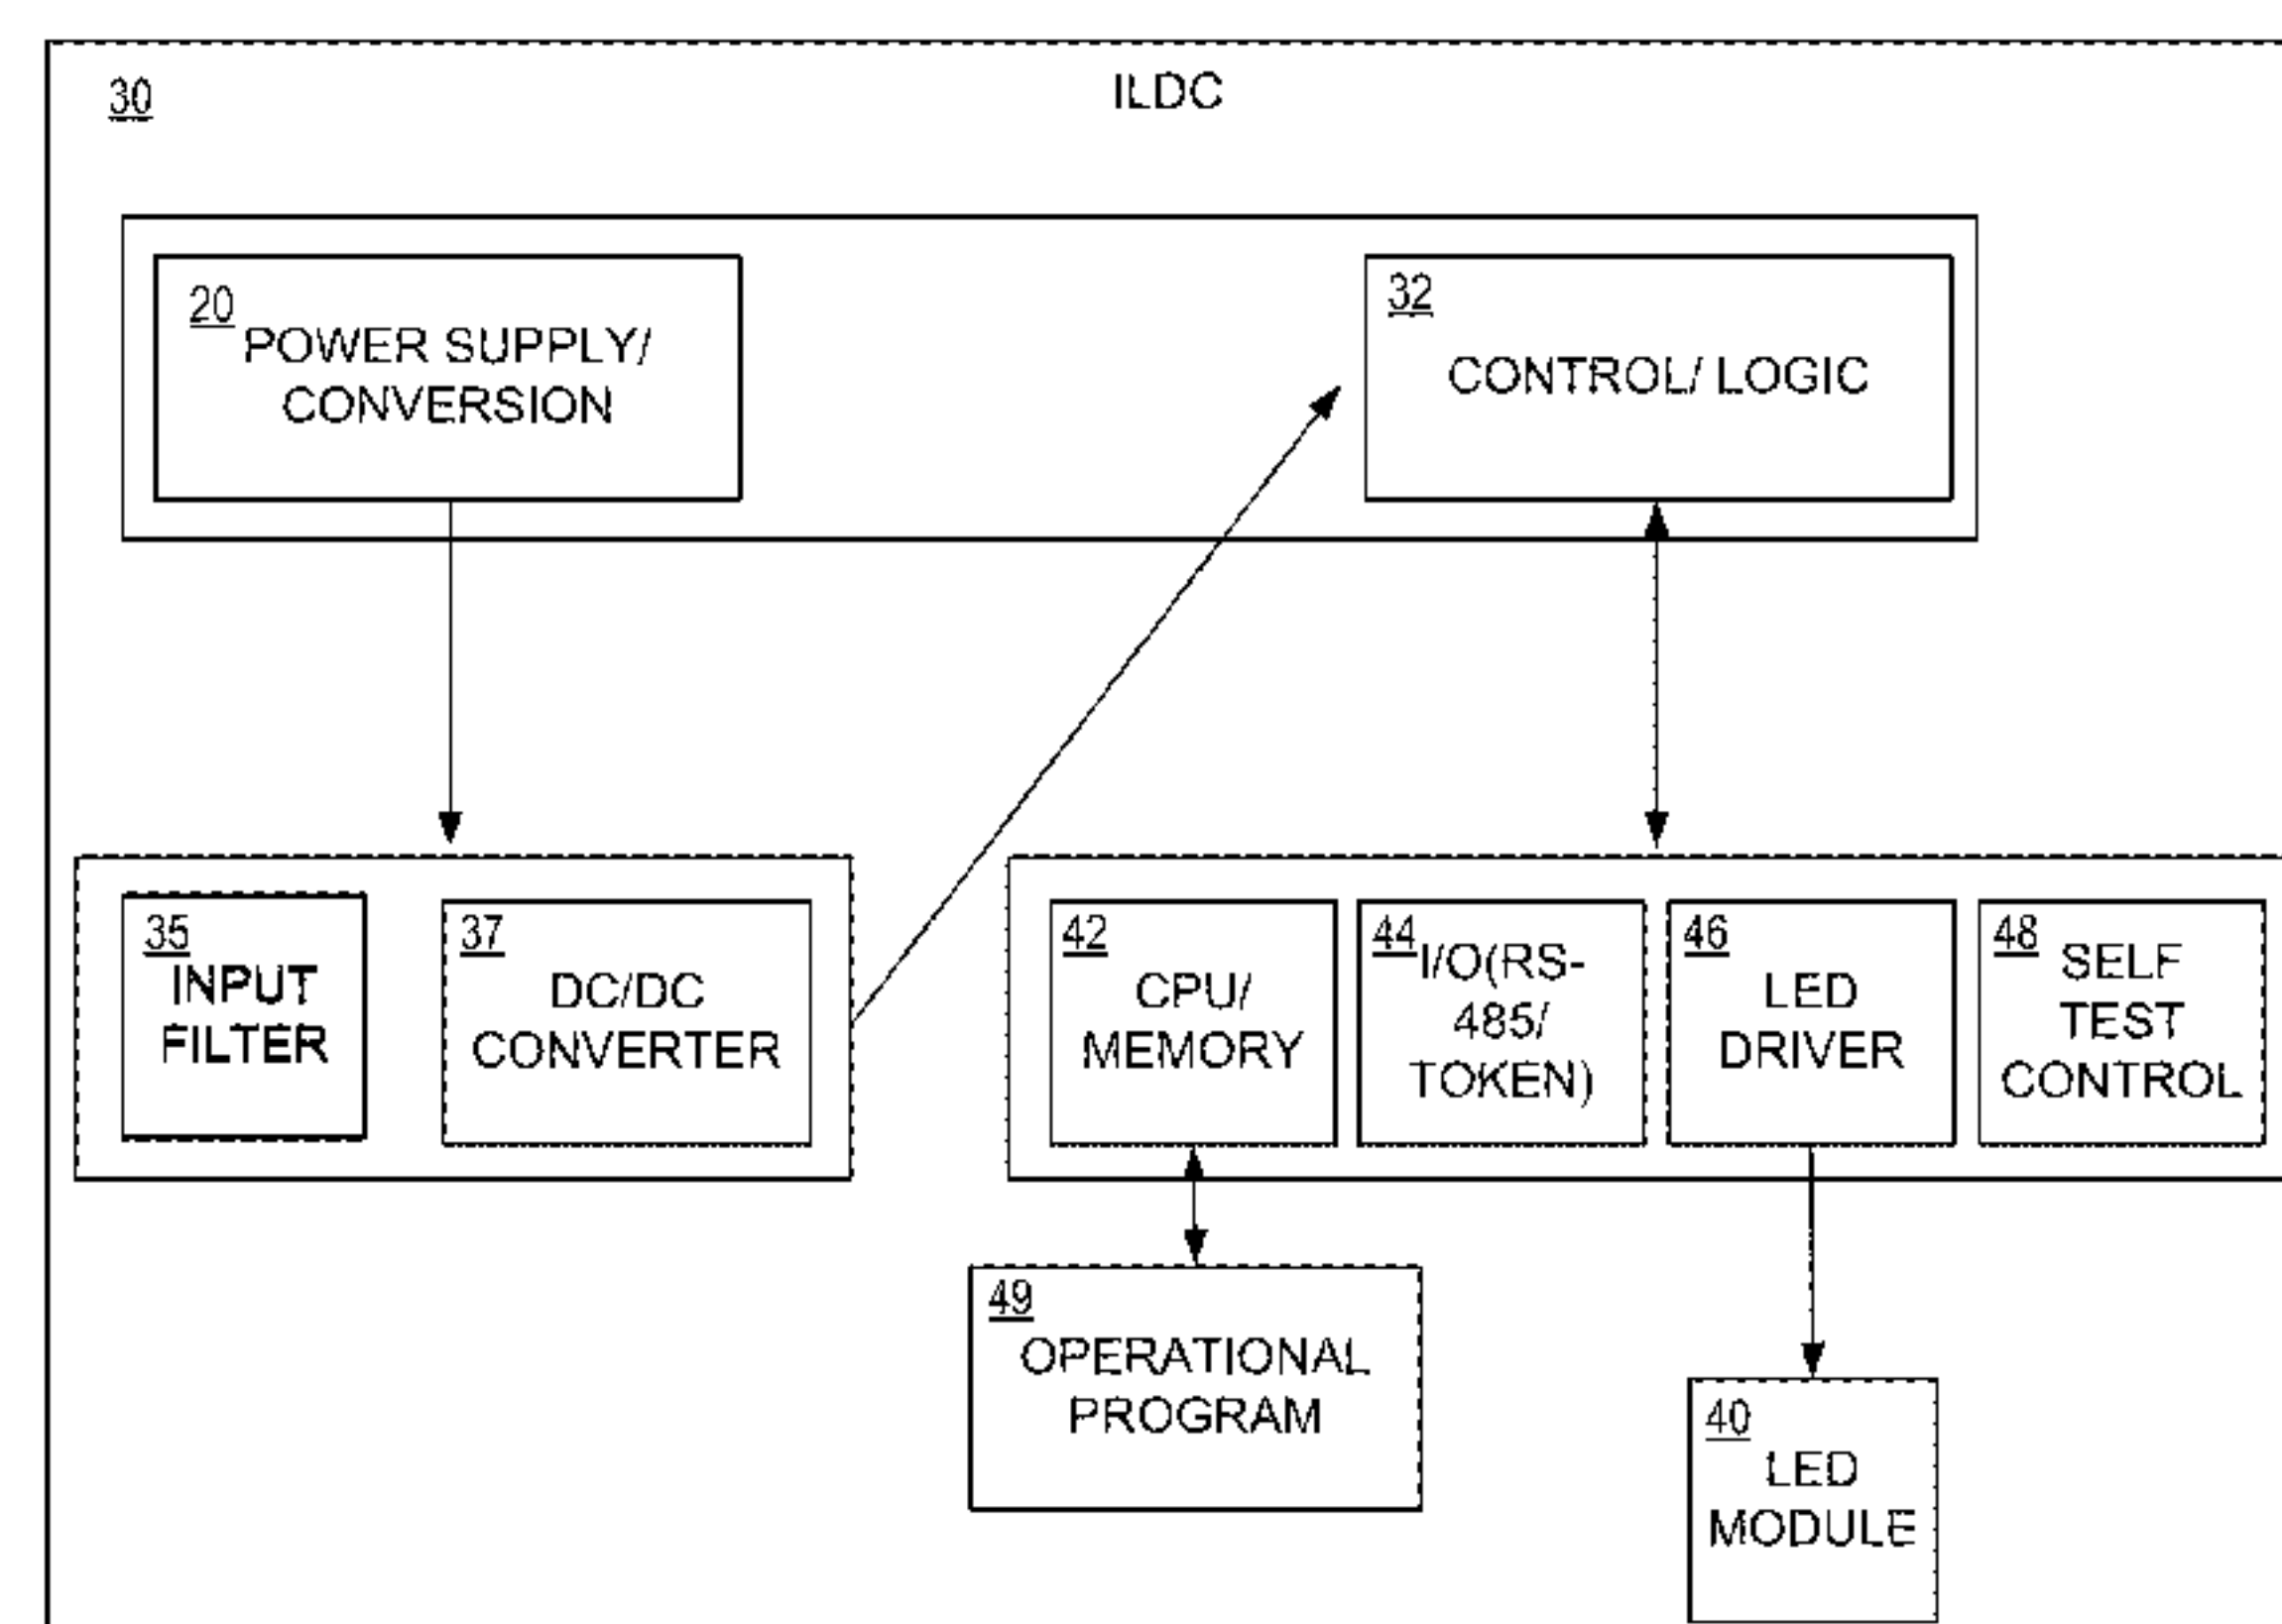 30
ILDC
20
POWER SUPPLY/
CONVERSION
32
CONTROL/ LOGIC
35
INPUT
FILTER
37
DC/DC
CONVERTER
42
CPU/
MEMORY
44
I/O(RS-
485/
TOKEN)
46
LED
DRIVER
48
SELF
TEST
CONTROL
49
OPERATIONAL
PROGRAM
40
LED
MODULE